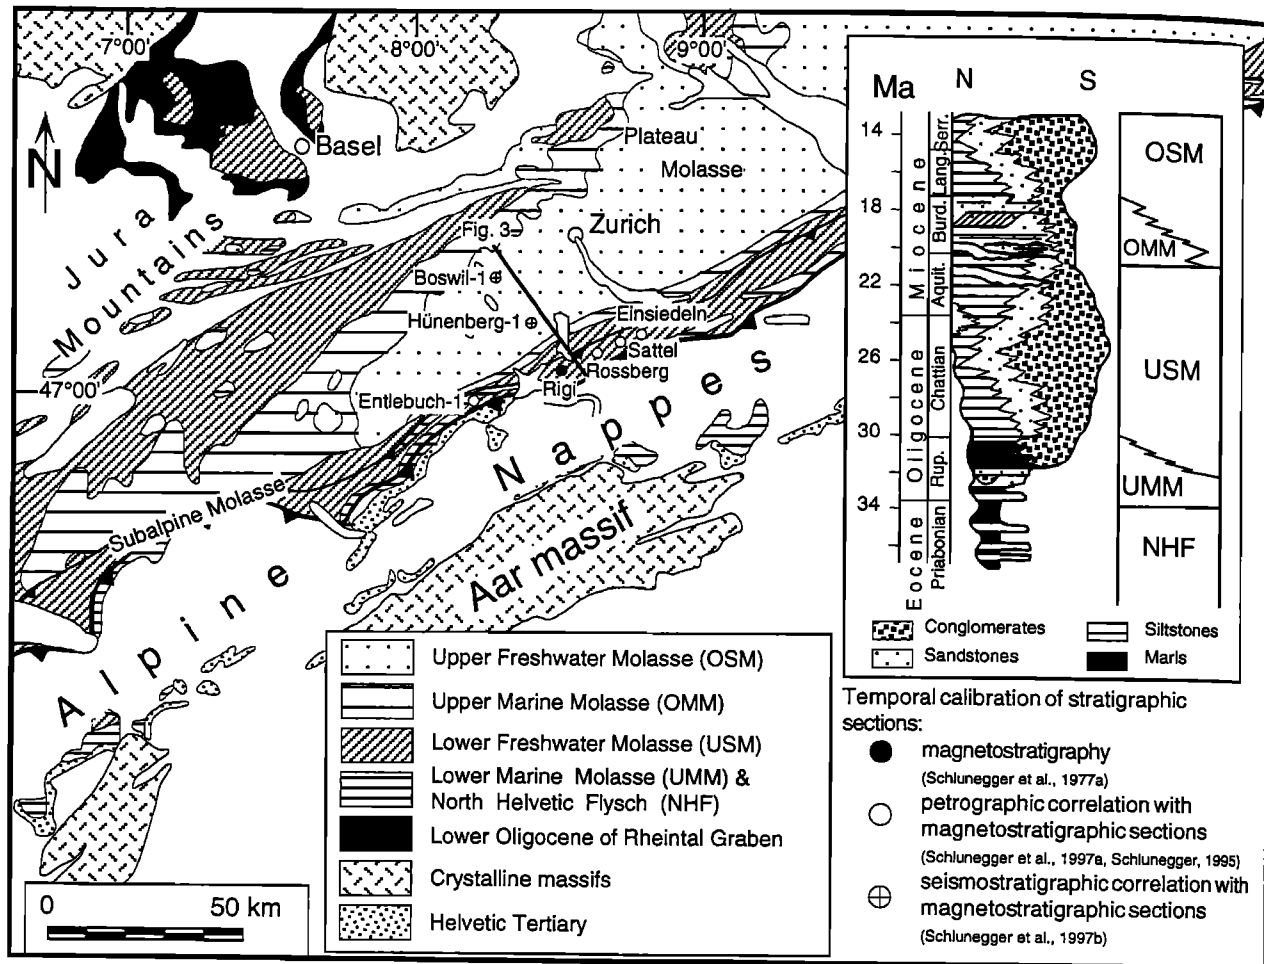 7°00'
8°00'
9°00'
N
Basel
Jura
Mountains
Plateau
Molasse
Zurich
Fig. 3
Boswil-1
Hünenberg-1
Einsiedeln
Sattel
Rossberg
Rigi
Entlebuch-1
47°00'
Subalpine Molasse
Alpine Nappes
Aar massif
Ma
N
S
14
18
22
26
30
34
Eocene
Oligocene
Miocene
Priabonian
Rup.
Chattian
Aquit.
Burd.
Lang.
Serr.
OSM
OMM
USM
UMM
NHF
Conglomerates
Siltstones
Sandstones
Marls
Upper Freshwater Molasse (OSM)
Upper Marine Molasse (OMM)
Lower Freshwater Molasse (USM)
Lower Marine Molasse (UMM) &
North Helvetic Flysch (NHF)
Lower Oligocene of Rheintal Graben
Crystalline massifs
Helvetic Tertiary
0 50 km
Temporal calibration of stratigraphic
sections:
magnetostratigraphy
(Schlunegger et al., 1977a)
petrographic correlation with
magnetostratigraphic sections
(Schlunegger et al., 1997a, Schlunegger, 1995)
seismostratigraphic correlation with
magnetostratigraphic sections
(Schlunegger et al., 1997b)